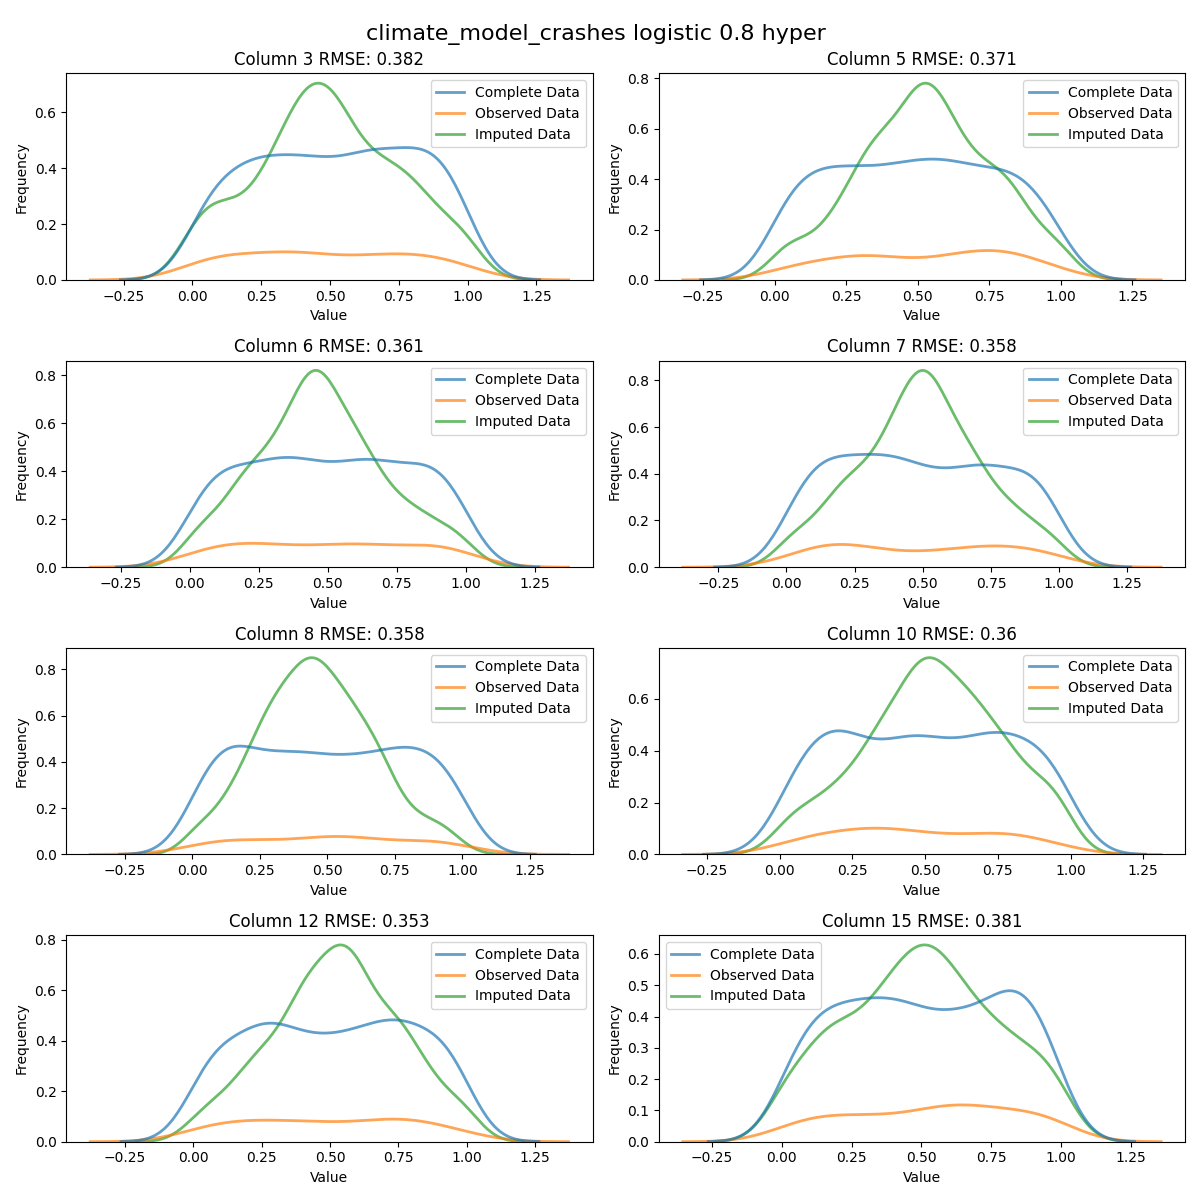 climate_model_crashes logistic 0.8 hyper
Column 3 RMSE: 0.382
Frequency
0.6
0.4
0.2
0.0
Complete Data
Observed Data
Imputed Data
−0.25 0.00 0.25 0.50 0.75 1.00 1.25
Value
Column 5 RMSE: 0.371
Frequency
0.8
0.6
0.4
0.2
0.0
Complete Data
Observed Data
Imputed Data
−0.25 0.00 0.25 0.50 0.75 1.00 1.25
Value
Column 6 RMSE: 0.361
Frequency
0.8
0.6
0.4
0.2
0.0
Complete Data
Observed Data
Imputed Data
−0.25 0.00 0.25 0.50 0.75 1.00 1.25
Value
Column 7 RMSE: 0.358
Frequency
0.8
0.6
0.4
0.2
0.0
Complete Data
Observed Data
Imputed Data
−0.25 0.00 0.25 0.50 0.75 1.00 1.25
Value
Column 8 RMSE: 0.358
Frequency
0.8
0.6
0.4
0.2
0.0
Complete Data
Observed Data
Imputed Data
−0.25 0.00 0.25 0.50 0.75 1.00 1.25
Value
Column 10 RMSE: 0.36
Frequency
0.6
0.4
0.2
0.0
Complete Data
Observed Data
Imputed Data
−0.25 0.00 0.25 0.50 0.75 1.00 1.25
Value
Column 12 RMSE: 0.353
Frequency
0.8
0.6
0.4
0.2
0.0
Complete Data
Observed Data
Imputed Data
−0.25 0.00 0.25 0.50 0.75 1.00 1.25
Value
Column 15 RMSE: 0.381
Frequency
0.6
0.5
0.4
0.3
0.2
0.1
0.0
Complete Data
Observed Data
Imputed Data
−0.25 0.00 0.25 0.50 0.75 1.00 1.25
Value